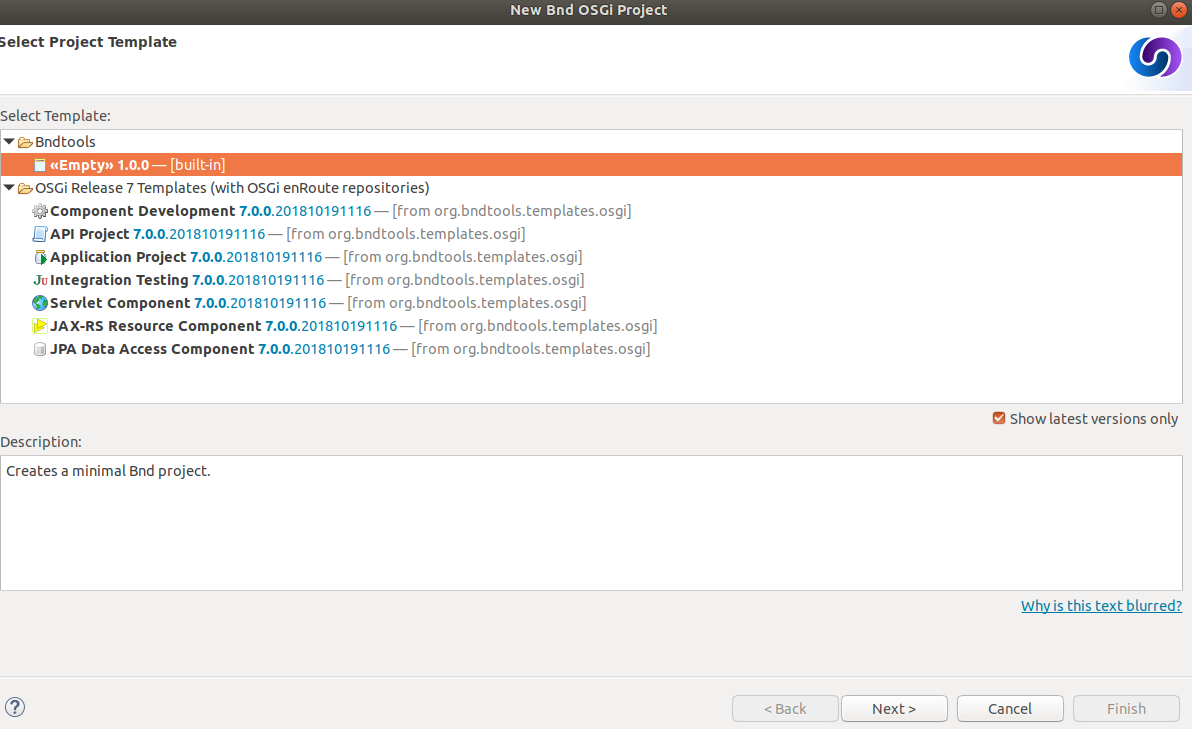 New Bnd OSGi Project
Select Project Template
Select Template:
Bndtools
«Empty» 1.0.0 — [built-in]
OSGi Release 7 Templates (with OSGi enRoute repositories)
Component Development 7.0.0.201810191116 — [from org.bndtools.templates.osgi]
API Project 7.0.0.201810191116 — [from org.bndtools.templates.osgi]
Application Project 7.0.0.201810191116 — [from org.bndtools.templates.osgi]
Ju Integration Testing 7.0.0.201810191116 — [from org.bndtools.templates.osgi]
Servlet Component 7.0.0.201810191116 — [from org.bndtools.templates.osgi]
JAX-RS Resource Component 7.0.0.201810191116 — [from org.bndtools.templates.osgi]
JPA Data Access Component 7.0.0.201810191116 — [from org.bndtools.templates.osgi]
Show latest versions only
Description:
Creates a minimal Bnd project.
Why is this text blurred?
? < Back Next > Cancel Finish